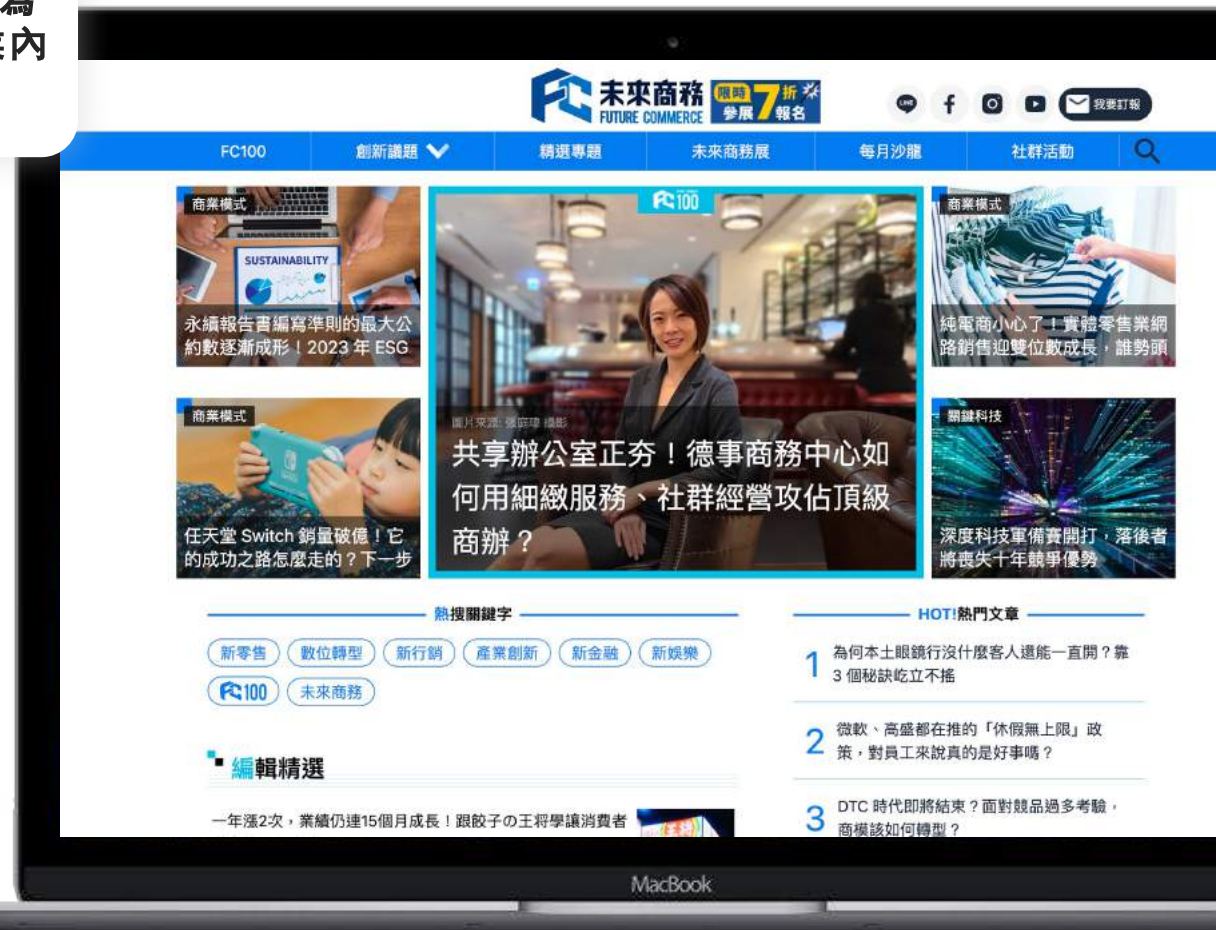 為
內
未來商務
FUTURE COMMERCE
限時
參展
7折
報名
LINE
我要訂報
FC100
創新議題
精選專題
未來商務展
每月沙龍
社群活動
商業模式
SUSTAINABILITY
永續報告書編寫準則的最大公
約數逐漸成形！2023 年 ESG
商業模式
任天堂 Switch 銷量破億！它
的成功之路怎麼走的？下一步
FC100
圖片來源: 張庭瑋 攝影
共享辦公室正夯！德事商務中心如
何用細緻服務、社群經營攻佔頂級
商辦？
商業模式
純電商小心了！實體零售業網
路銷售迎雙位數成長，誰勢頭
關鍵科技
深度科技軍備賽開打，落後者
將喪失十年競爭優勢
熱搜關鍵字
新零售
數位轉型
新行銷
產業創新
新金融
新娛樂
FC100
未來商務
編輯精選
一年漲2次，業績仍連15個月成長！跟餃子の王将學讓消費者
HOT!熱門文章
1
為何本土眼鏡行沒什麼客人還能一直開？靠
3 個秘訣屹立不搖
2
微軟、高盛都在推的「休假無上限」政
策，對員工來說真的是好事嗎？
3
DTC 時代即將結束？面對競品過多考驗，
商模該如何轉型？
MacBook